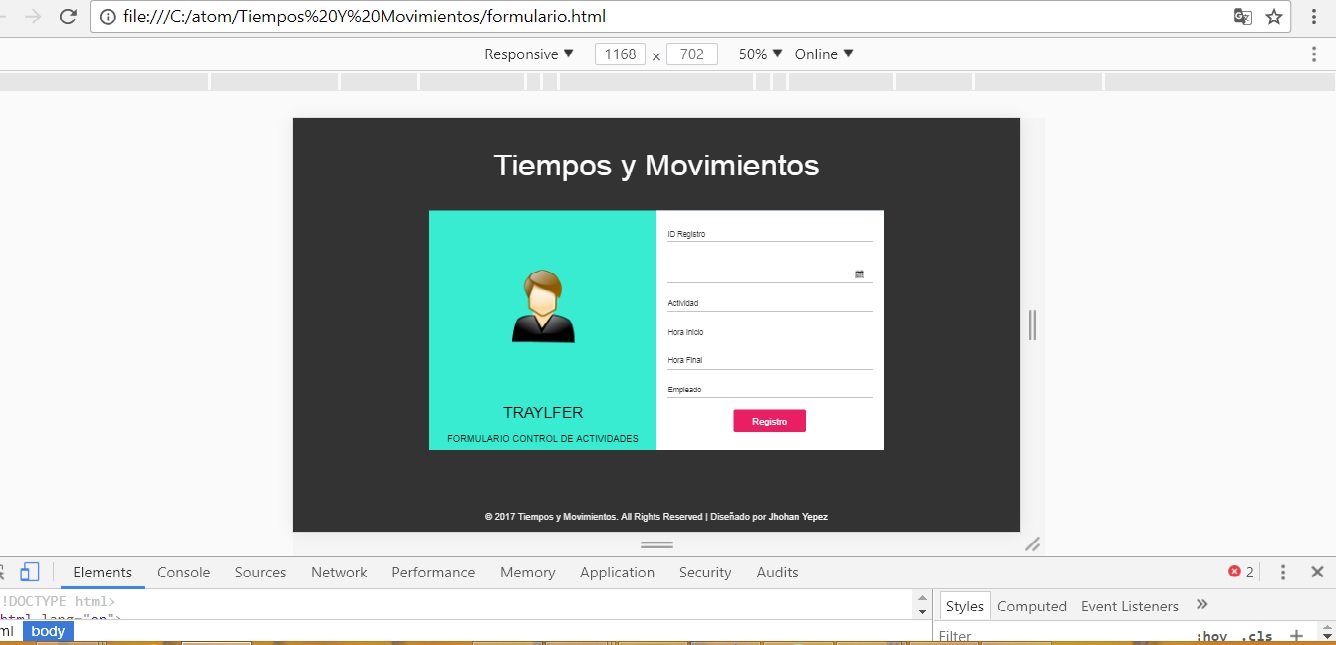 file:///C:/atom/Tiempos%20Y%20Movimientos/formulario.html
Responsive ▼ 1168 x 702 50% ▼ Online ▼
Tiempos y Movimientos
TRAYLFER
FORMULARIO CONTROL DE ACTIVIDADES
ID Registro
Actividad
Hora Inicio
Hora Final
Empleado
Registro
© 2017 Tiempos y Movimientos. All Rights Reserved | Diseñado por Jhohan Yepez
Elements Console Sources Network Performance Memory Application Security Audits 2
!DOCTYPE html>
html lang="en">
ml body
Styles Computed Event Listeners »
Filter :hov .cls +